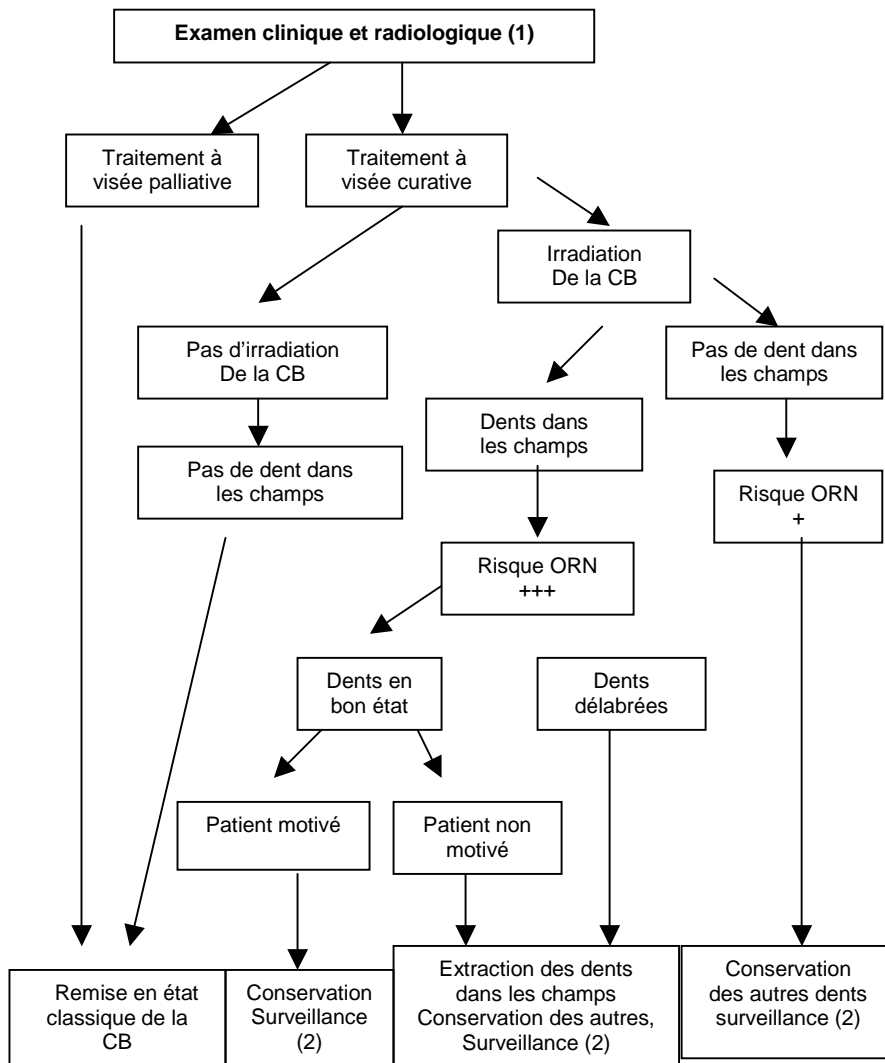 Examen clinique et radiologique (1)
Traitement à
visée palliative
Traitement à
visée curative
Irradiation
De la CB
Pas d'irradiation
De la CB
Pas de dent dans
les champs
Dents dans
les champs
Pas de dent dans
les champs
Risque ORN
+
Risque ORN
+++
Dents en
bon état
Dents
délabrées
Patient motivé
Patient non
motivé
Remise en état
classique de la
CB
Conservation
Surveillance
(2)
Extraction des dents
dans les champs
Conservation des autres,
Surveillance (2)
Conservation
des autres dents
surveillance (2)